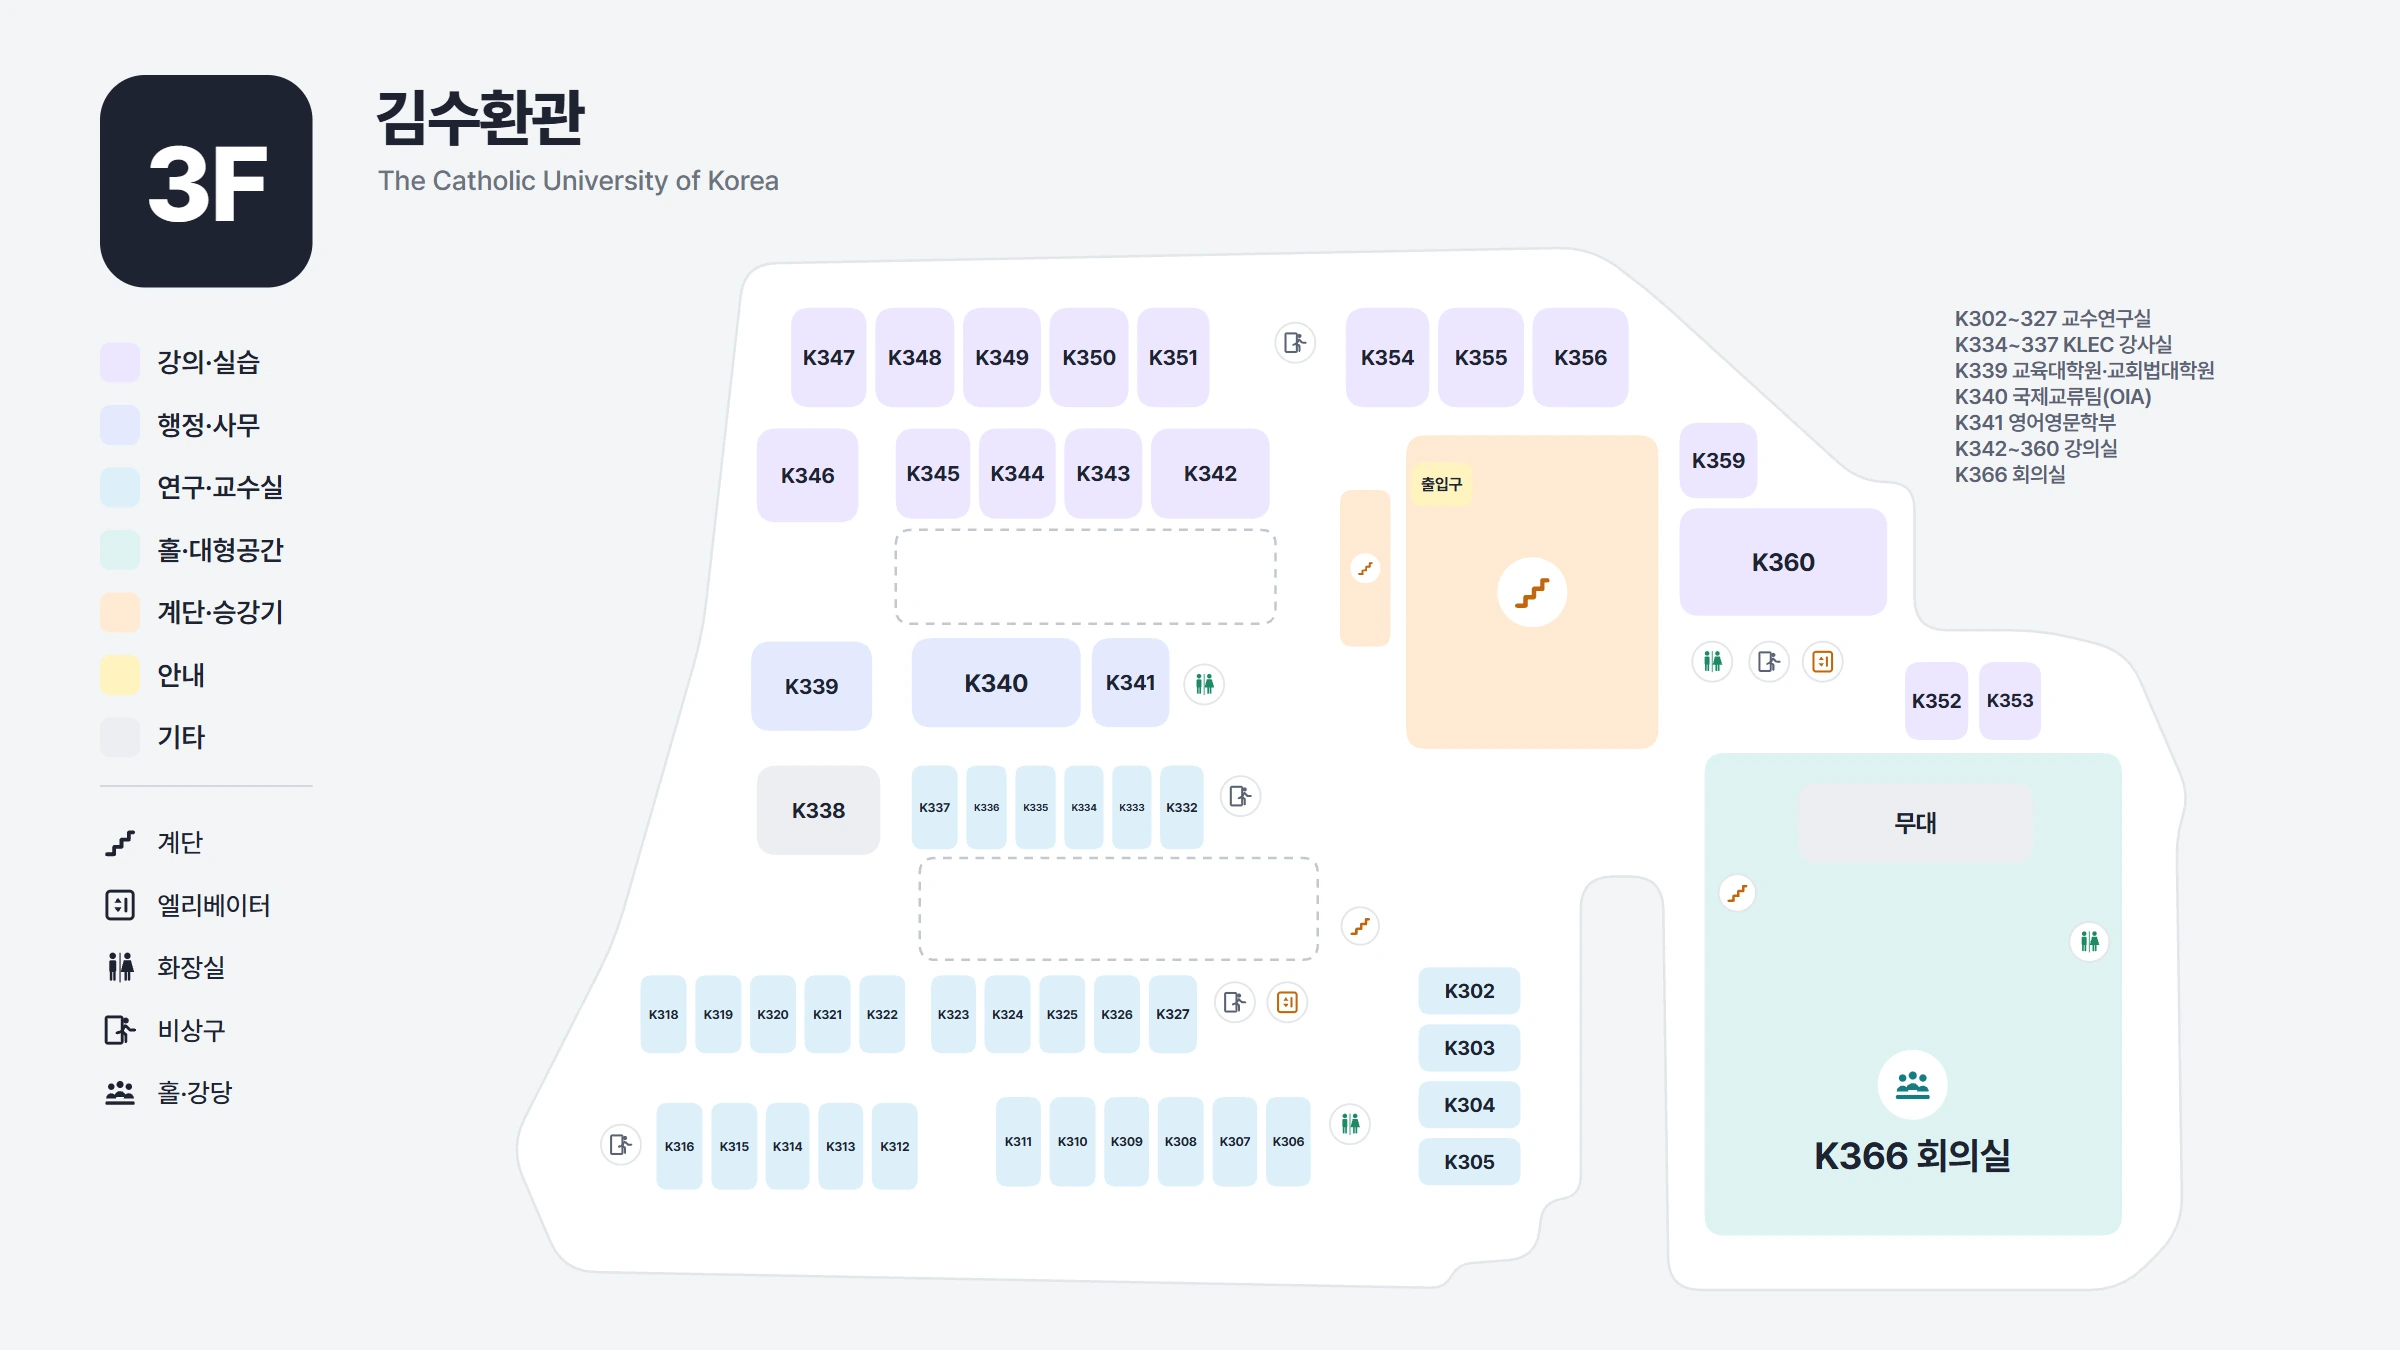 3F
김수환관
The Catholic University of Korea
강의·실습
행정·사무
연구·교수실
홀·대형공간
계단·승강기
안내
기타
계단
엘리베이터
화장실
비상구
홀·강당
K302~327 교수연구실
K334~337 KLEC 강사실
K339 교육대학원·교회법대학원
K340 국제교류팀(OIA)
K341 영어영문학부
K342~360 강의실
K366 회의실
K347 K348 K349 K350 K351 K354 K355 K356
K346 K345 K344 K343 K342
출입구
K359
K360
K339 K340 K341
K352 K353
K338 K337 K336 K335 K334 K333 K332
무대
K318 K319 K320 K321 K322 K323 K324 K325 K326 K327
K302
K303
K304
K305
K316 K315 K314 K313 K312 K311 K310 K309 K308 K307 K306
K366 회의실